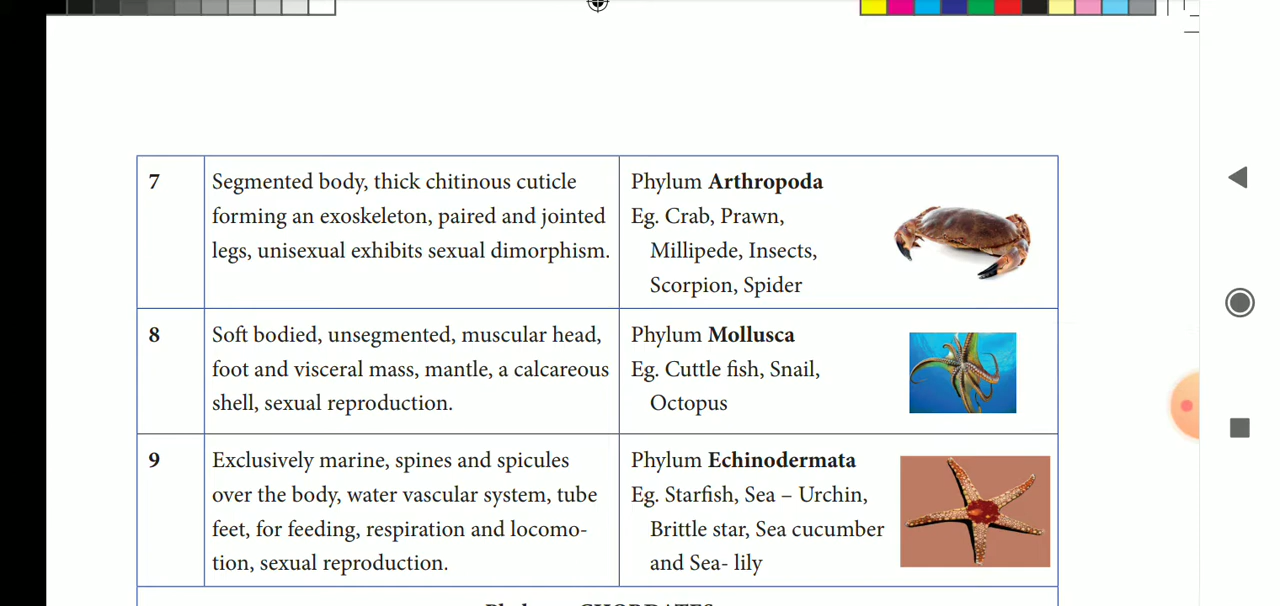 7
Segmented body, thick chitinous cuticle
forming an exoskeleton, paired and jointed
legs, unisexual exhibits sexual dimorphism.
Phylum Arthropoda
Eg. Crab, Prawn,
Millipede, Insects,
Scorpion, Spider
8
Soft bodied, unsegmented, muscular head,
foot and visceral mass, mantle, a calcareous
shell, sexual reproduction.
Phylum Mollusca
Eg. Cuttle fish, Snail,
Octopus
9
Exclusively marine, spines and spicules
over the body, water vascular system, tube
feet, for feeding, respiration and locomo-
tion, sexual reproduction.
Phylum Echinodermata
Eg. Starfish, Sea – Urchin,
Brittle star, Sea cucumber
and Sea- lily